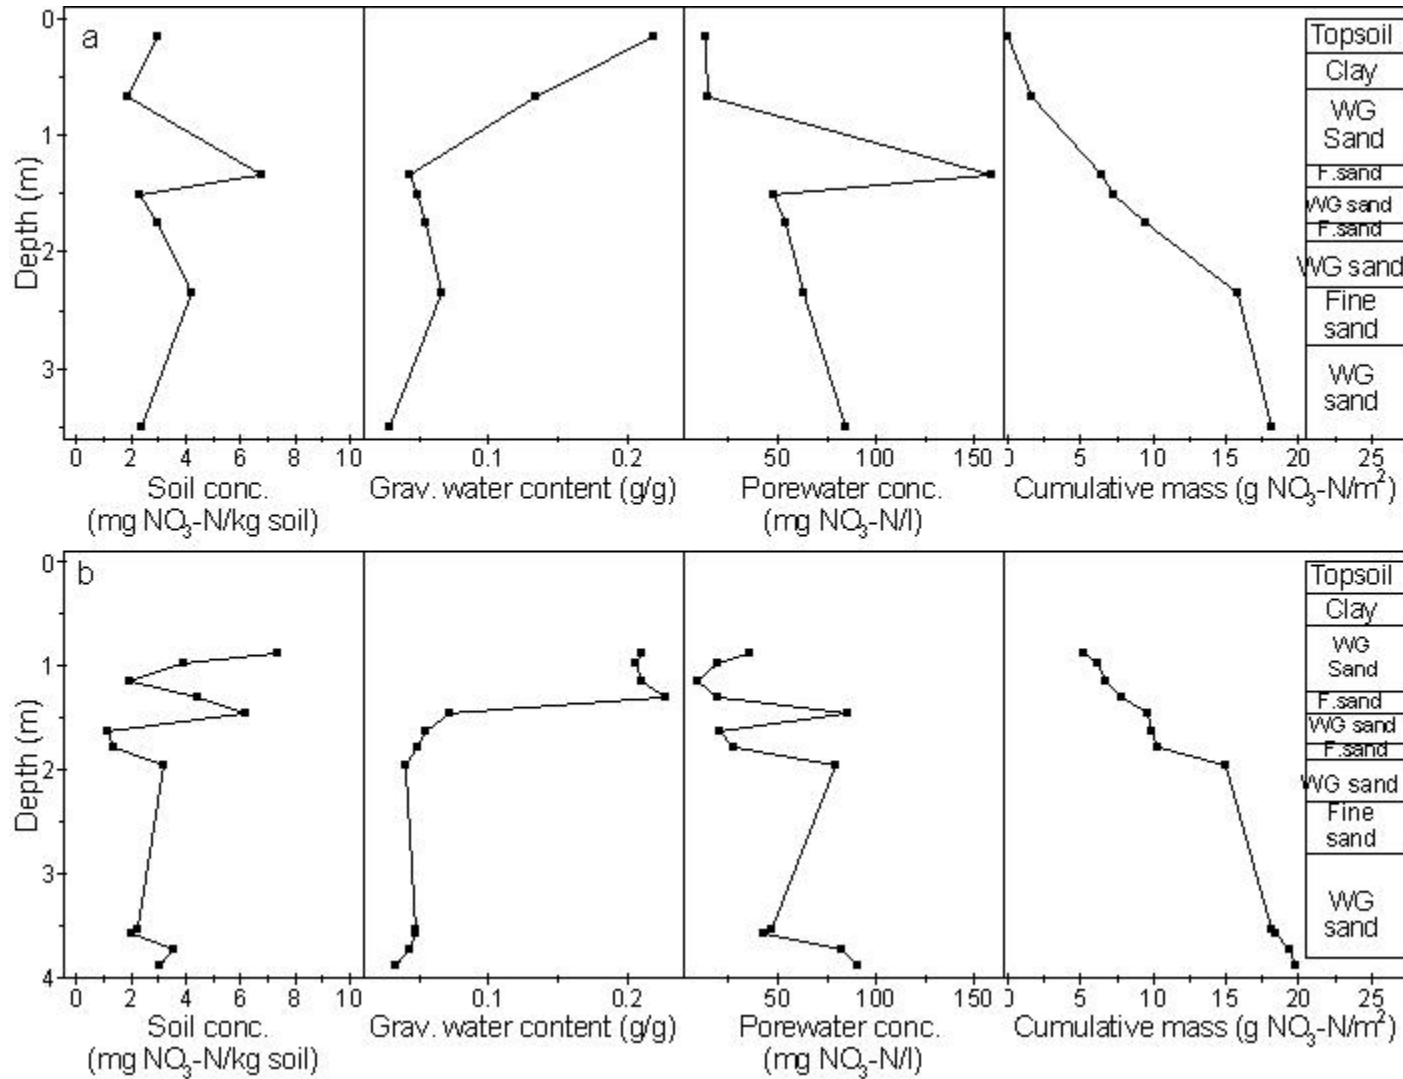 a
0
1
2
3
Depth (m)
Topsoil
Clay
WG
Sand
F.sand
WG sand
F.sand
WG sand
Fine
sand
WG
sand
0 2 4 6 8 10
0.1 0.2
50 100 150
0 5 10 15 20 25
Soil conc.
(mg NO₃-N/kg soil)
Grav. water content (g/g)
Porewater conc.
(mg NO₃-N/l)
Cumulative mass (g NO₃-N/m²)
b
0
1
2
3
4
Depth (m)
Topsoil
Clay
WG
Sand
F.sand
WG sand
F.sand
WG sand
Fine
sand
WG
sand
0 2 4 6 8 10
0.1 0.2
50 100 150
0 5 10 15 20 25
Soil conc.
(mg NO₃-N/kg soil)
Grav. water content (g/g)
Porewater conc.
(mg NO₃-N/l)
Cumulative mass (g NO₃-N/m²)